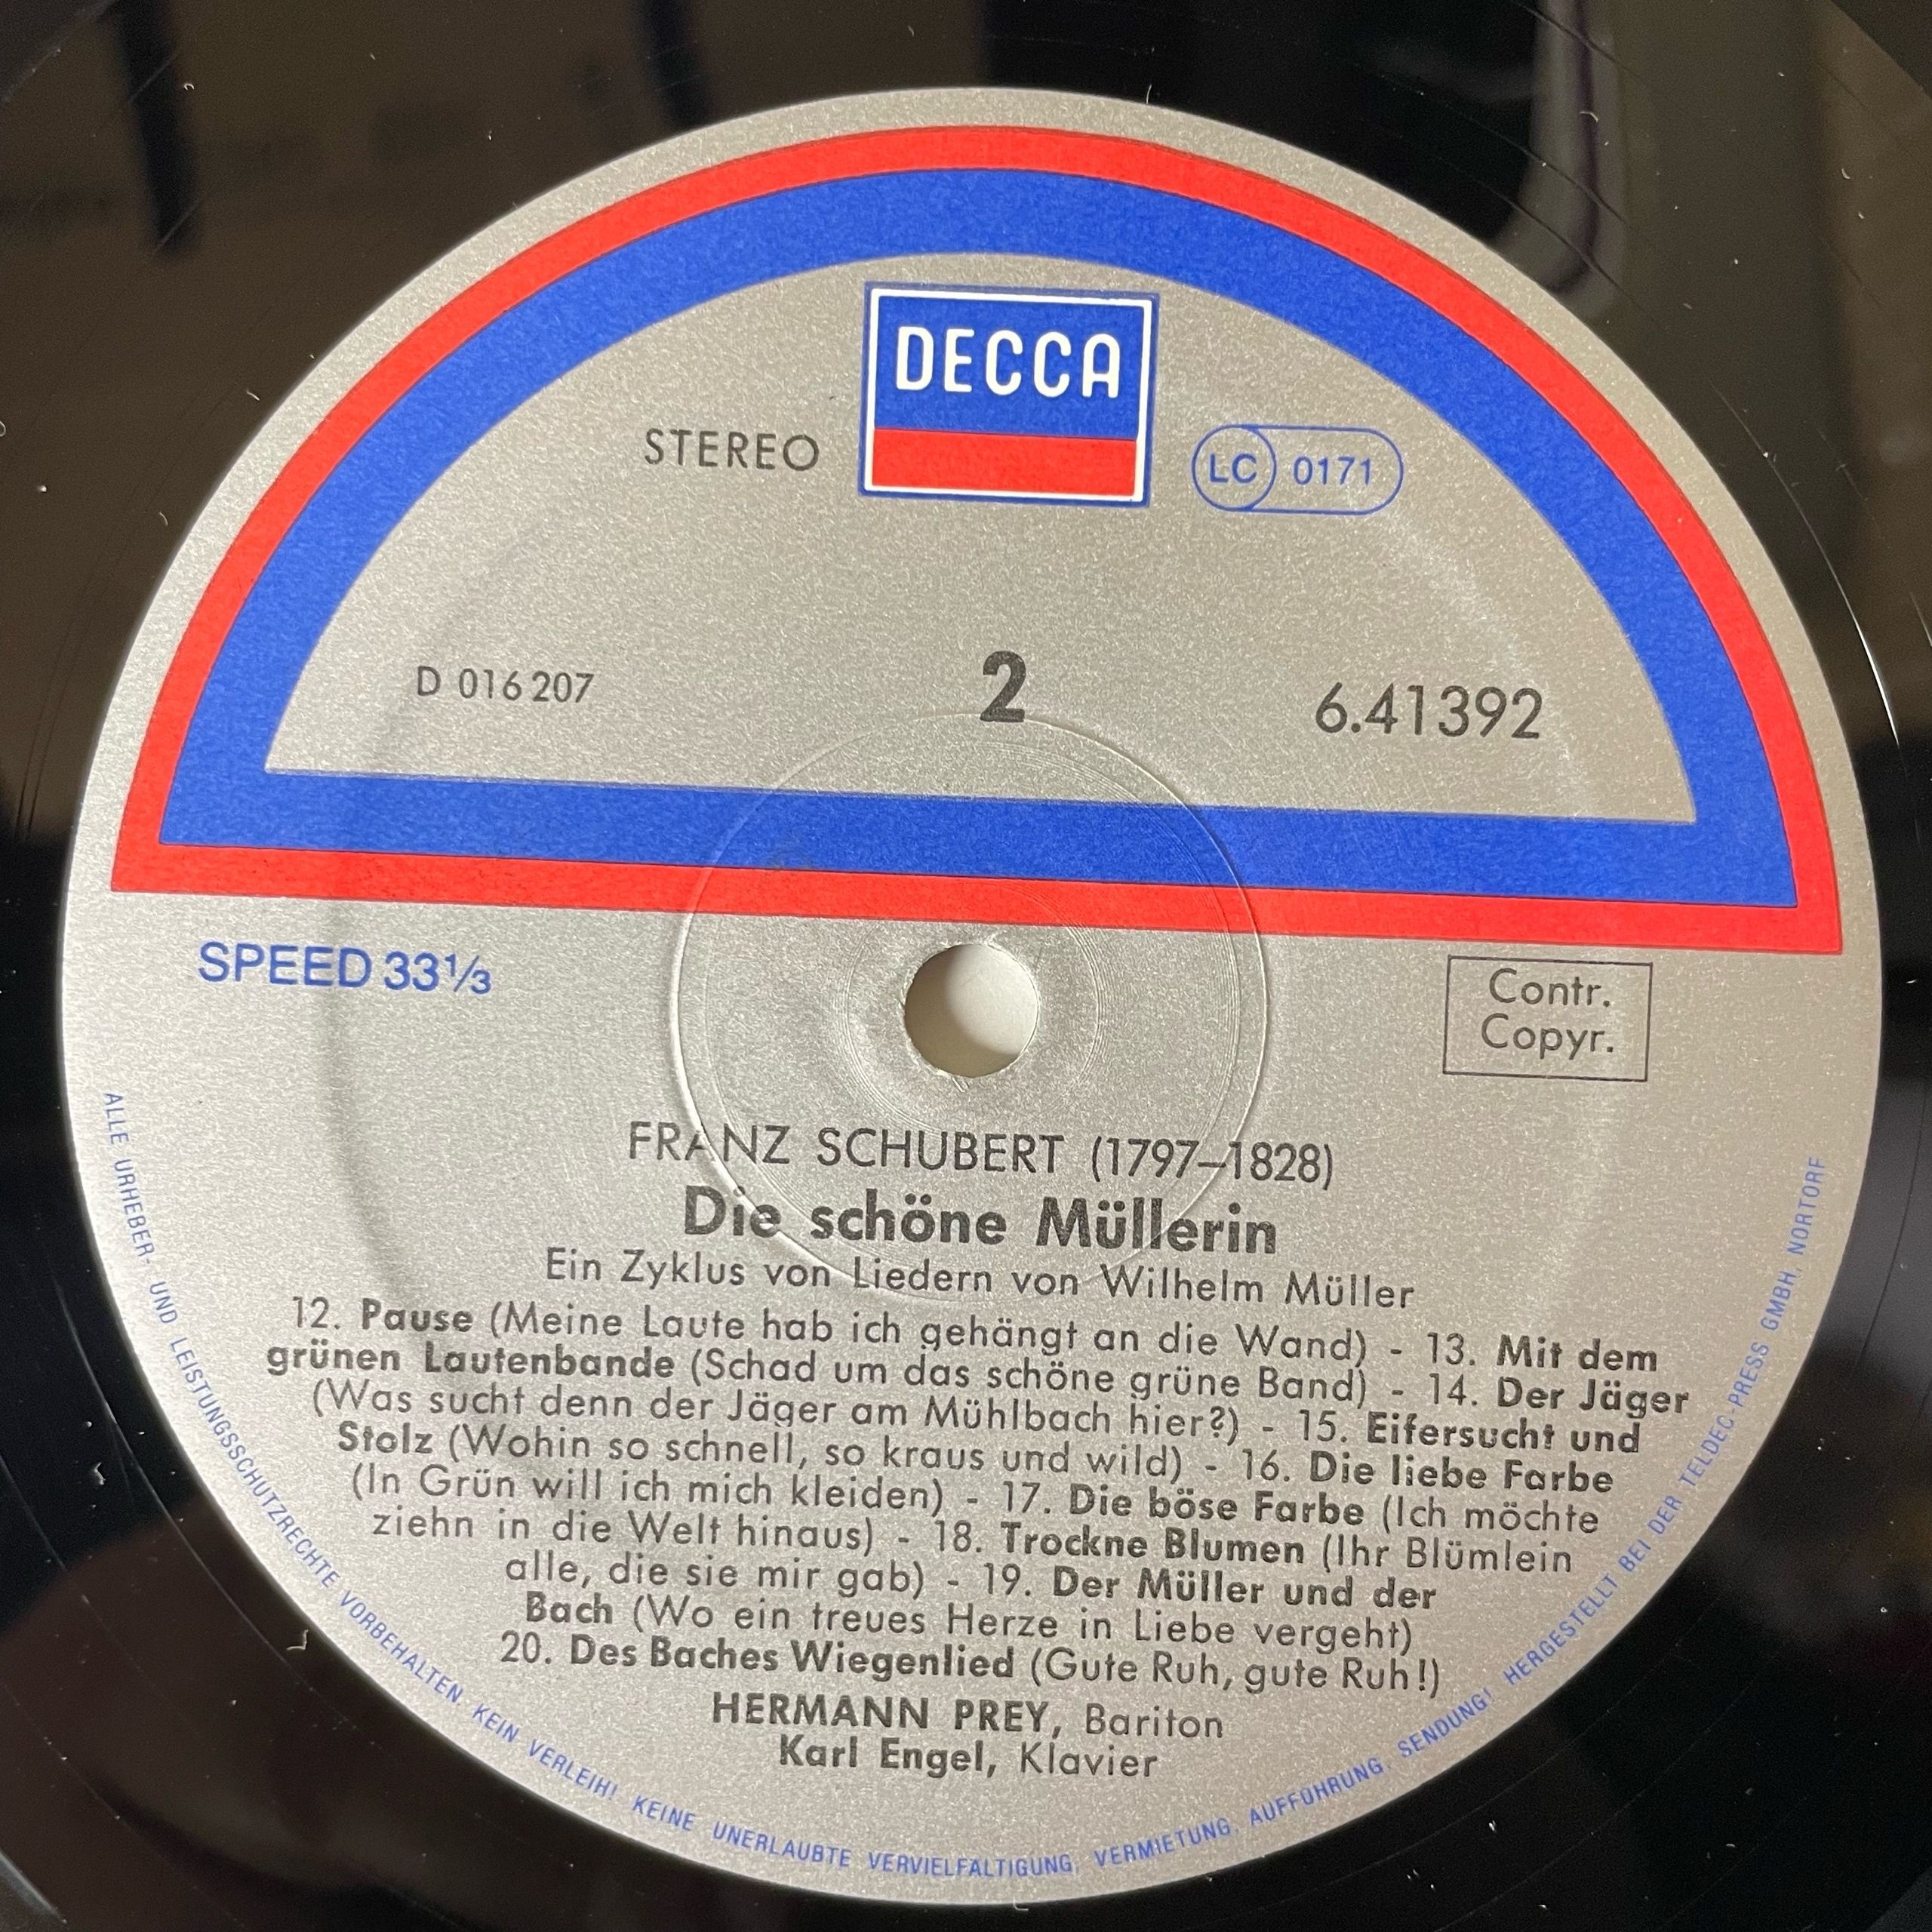 DECCA
STEREO
LC 0171
D 016 207
2
6.41392
SPEED 33⅓
Contr.
Copyr.
FRANZ SCHUBERT (1797–1828)
Die schöne Müllerin
Ein Zyklus von Liedern von Wilhelm Müller
12. Pause (Meine Laute hab ich gehängt an die Wand) - 13. Mit dem
grünen Lautenbande (Schad um das schöne grüne Band) - 14. Der Jäger
(Was sucht denn der Jäger am Mühlbach hier?) - 15. Eifersucht und
Stolz (Wohin so schnell, so kraus und wild) - 16. Die liebe Farbe
(In Grün will ich mich kleiden) - 17. Die böse Farbe (Ich möchte
ziehn in die Welt hinaus) - 18. Trockne Blumen (Ihr Blümlein
alle, die sie mir gab) - 19. Der Müller und der
Bach (Wo ein treues Herze in Liebe vergeht)
20. Des Baches Wiegenlied (Gute Ruh, gute Ruh!)
HERMANN PREY, Bariton
Karl Engel, Klavier
ALLE URHEBER- UND LEISTUNGSSCHUTZRECHTE VORBEHALTEN KEIN VERLEIH! KEINE UNERLAUBTE VERVIELFÄLTIGUNG, VERMIETUNG, AUFFÜHRUNG, SENDUNG! HERGESTELLT BEI DER TELDEC-PRESS GMBH, NORTORF